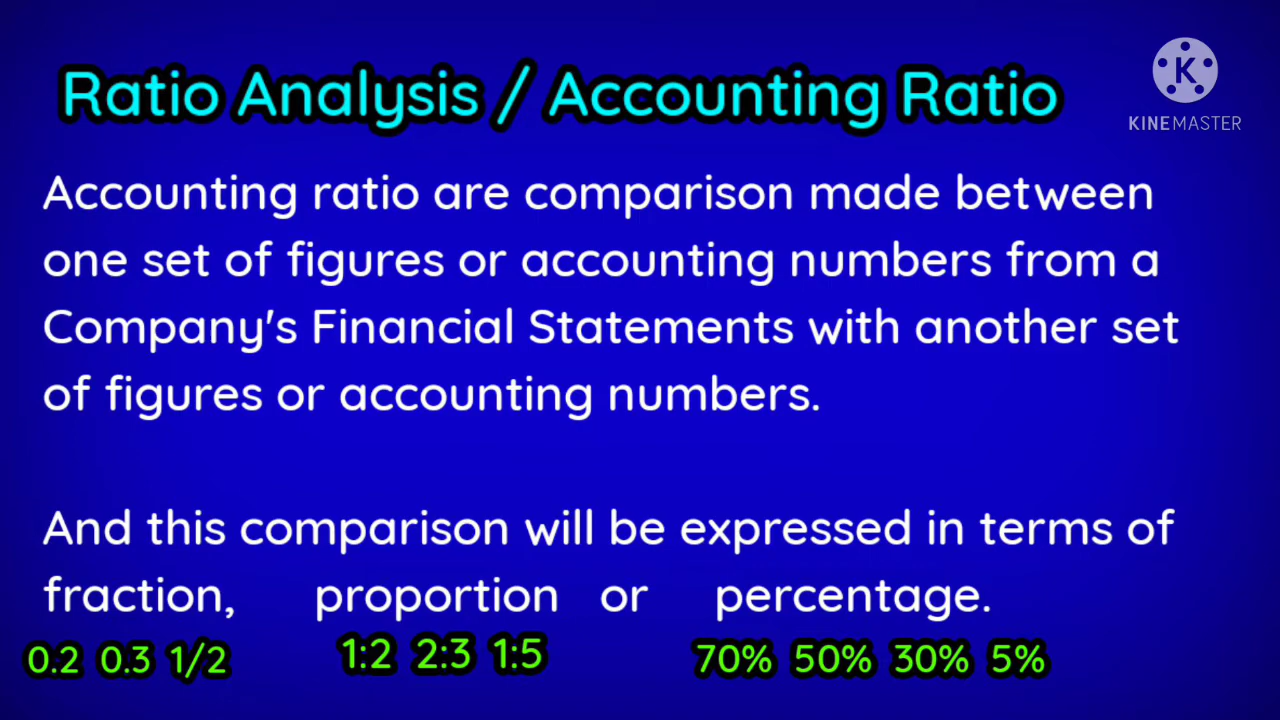 Ratio Analysis / Accounting Ratio
K
KINEMASTER
Accounting ratio are comparison made between
one set of figures or accounting numbers from a
Company's Financial Statements with another set
of figures or accounting numbers.
And this comparison will be expressed in terms of
fraction, proportion or percentage.
0.2 0.3 1/2 1:2 2:3 1:5 70% 50% 30% 5%